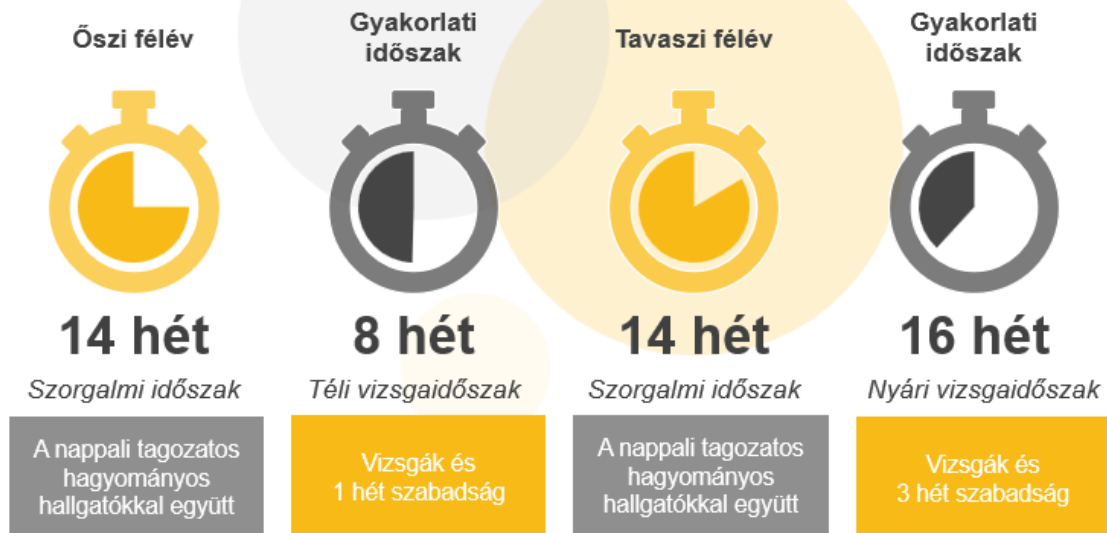 Őszi félév
Gyakorlati
időszak
Tavaszi félév
Gyakorlati
időszak
14 hét
8 hét
14 hét
16 hét
Szorgalmi időszak
Téli vizsgaidőszak
Szorgalmi időszak
Nyári vizsgaidőszak
A nappali tagozatos
hagyományos
hallgatókkal együtt
Vizsgák és
1 hét szabadság
A nappali tagozatos
hagyományos
hallgatókkal együtt
Vizsgák és
3 hét szabadság